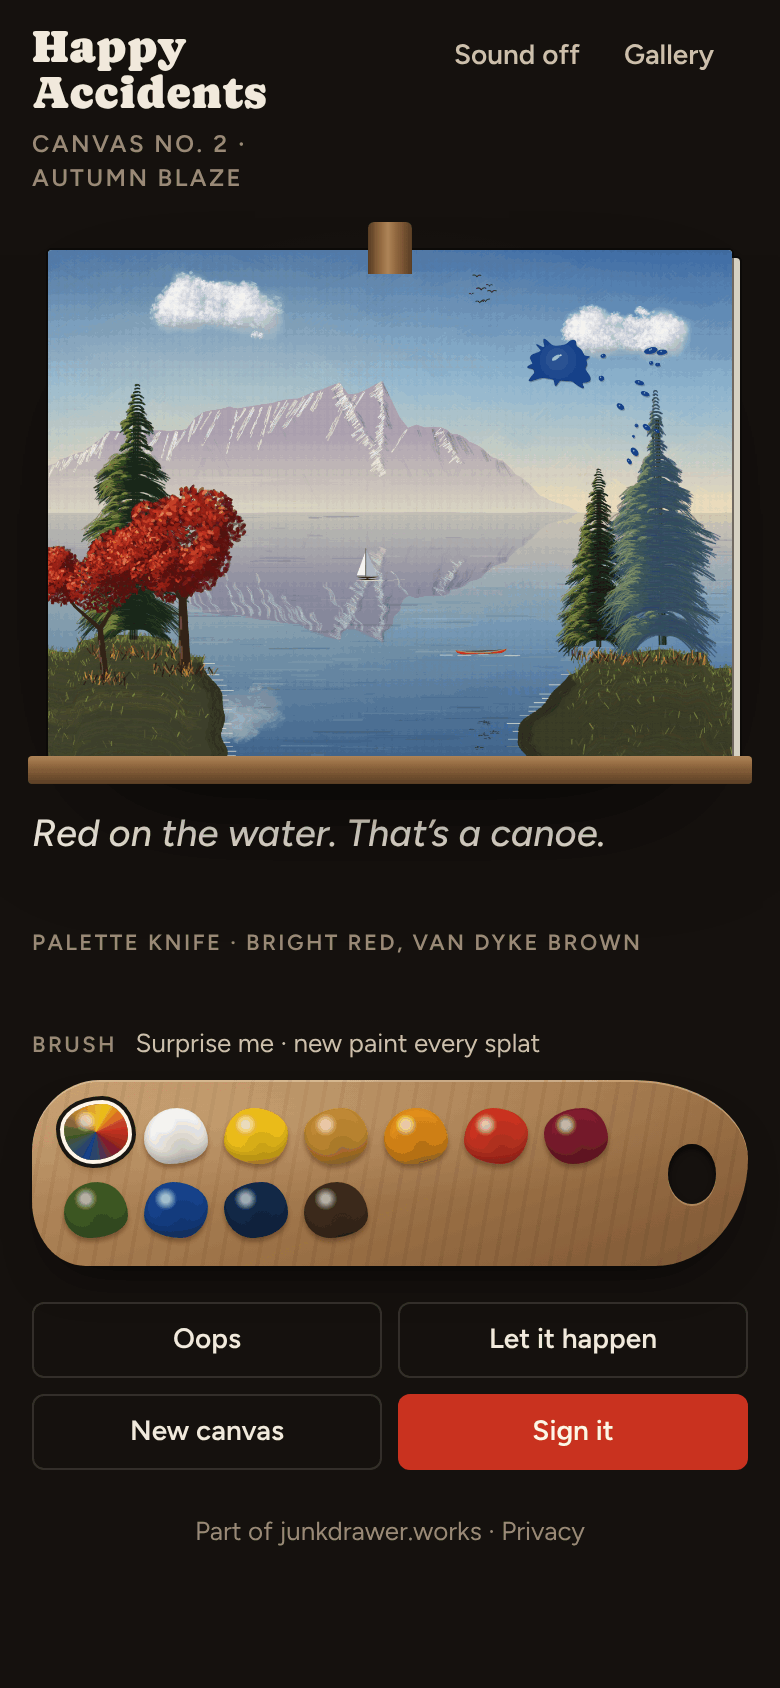 Happy
Accidents
Sound off
Gallery
CANVAS NO. 2 ·
AUTUMN BLAZE
Red on the water. That’s a canoe.
PALETTE KNIFE · BRIGHT RED, VAN DYKE BROWN
BRUSH Surprise me · new paint every splat
Oops
Let it happen
New canvas
Sign it
Part of junkdrawer.works · Privacy